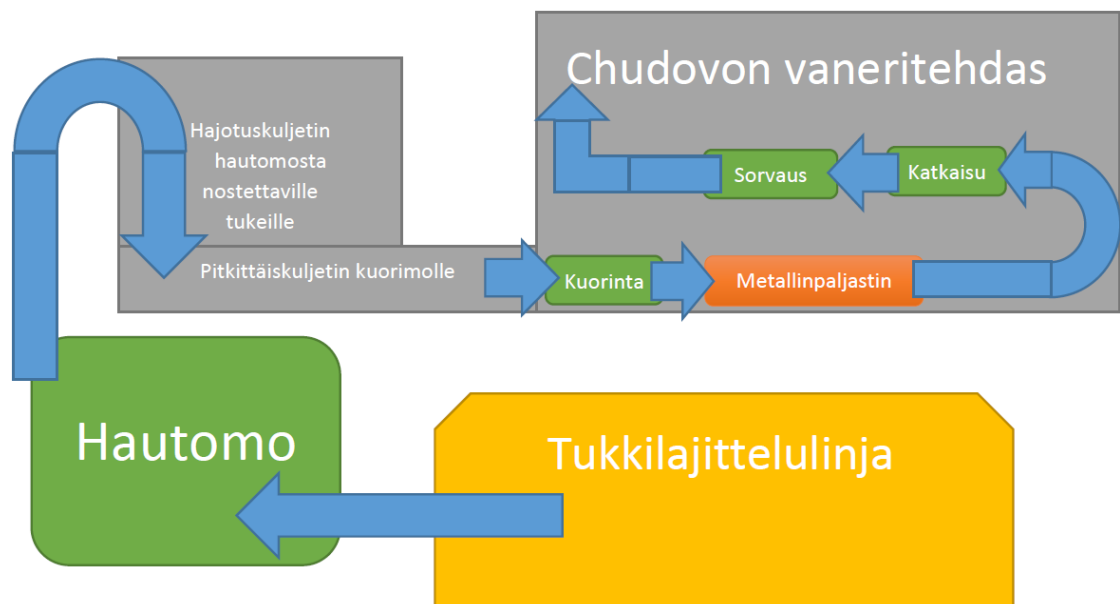 Chudovon vaneritehdas
Hajotuskuljetin
hautomosta
nostettaville
tukeille
Sorvaus
Katkaisu
Pitkittäiskuljetin kuorimolle
Kuorinta
Metallinpaljastin
Hautomo
Tukkilajittelulinja